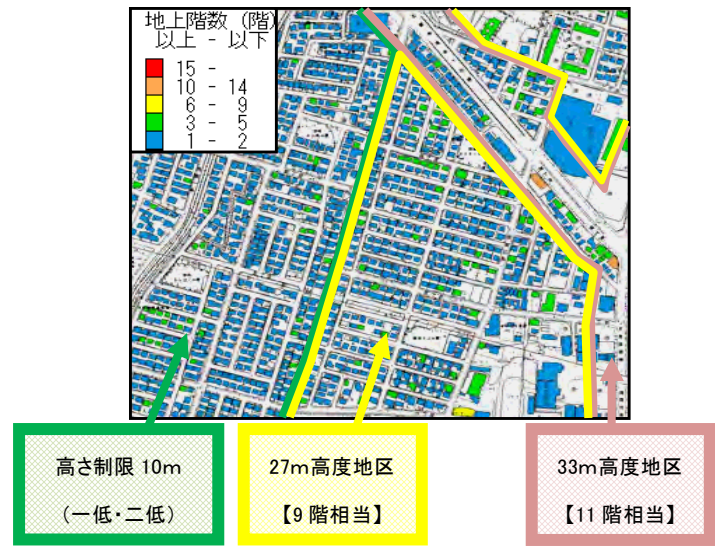 地上階数（階）
以上 - 以下
15 -
10 - 14
6 - 9
3 - 5
1 - 2
高さ制限 10m
（一低・二低）
27m高度地区
【9 階相当】
33m高度地区
【11 階相当】